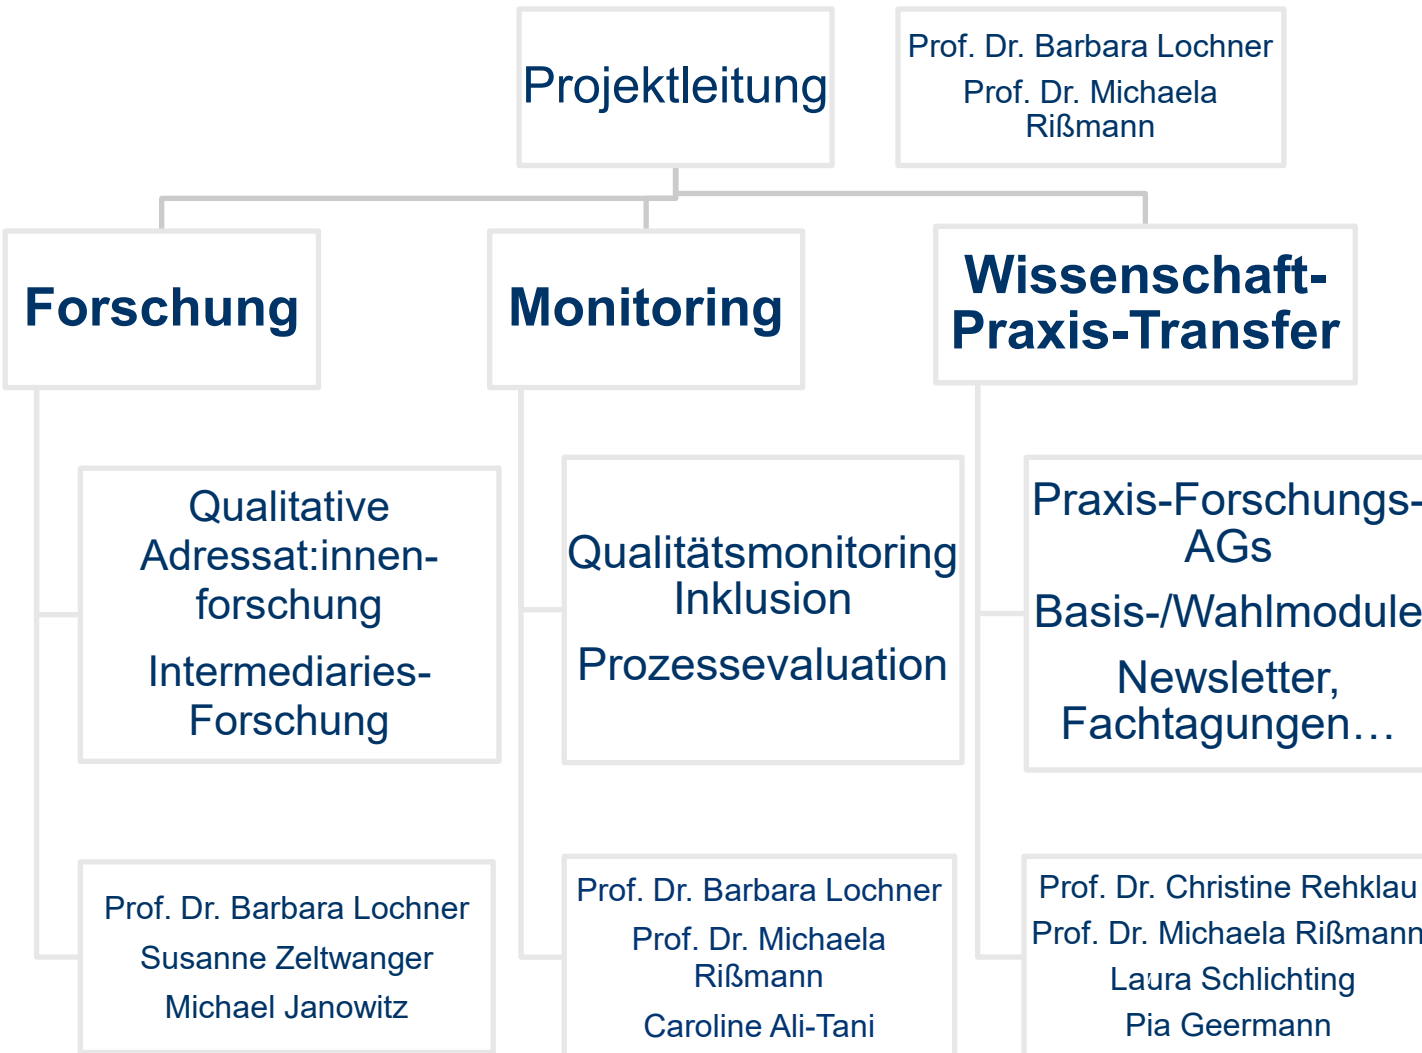 Projektleitung
Prof. Dr. Barbara Lochner
Prof. Dr. Michaela
Rißmann
Forschung
Monitoring
Wissenschaft-
Praxis-Transfer
Qualitative
Adressat:innen-
forschung
Intermediaries-
Forschung
Qualitätsmonitoring
Inklusion
Prozessevaluation
Praxis-Forschungs-
AGs
Basis-/Wahlmodule
Newsletter,
Fachtagungen…
Prof. Dr. Barbara Lochner
Susanne Zeltwanger
Michael Janowitz
Prof. Dr. Barbara Lochner
Prof. Dr. Michaela
Rißmann
Caroline Ali-Tani
Prof. Dr. Christine Rehklau
Prof. Dr. Michaela Rißmann
Laura Schlichting
Pia Geermann